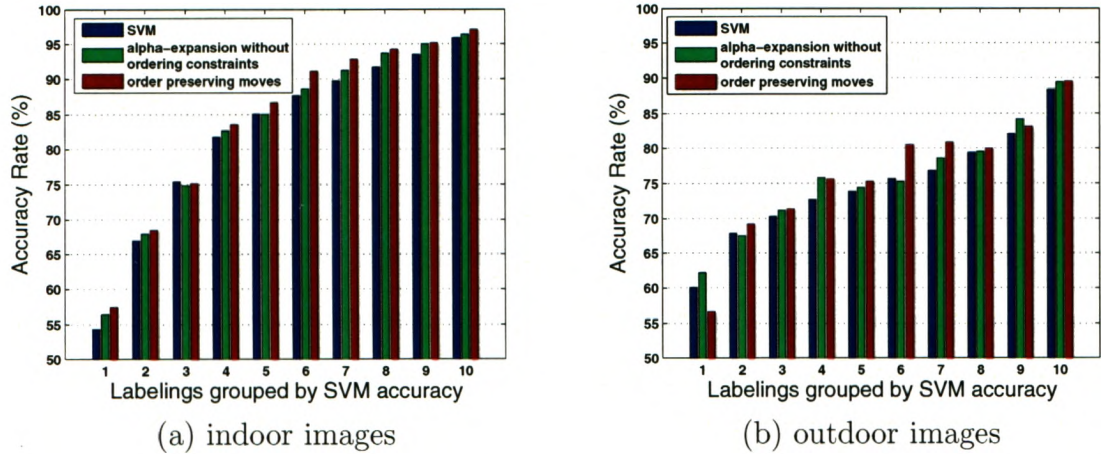 SVM
alpha-expansion without
ordering constraints
order preserving moves
Accuracy Rate (%)
100
95
90
85
80
75
70
65
60
55
50
1 2 3 4 5 6 7 8 9 10
Labelings grouped by SVM accuracy
(a) indoor images
SVM
alpha-expansion without
ordering constraints
order preserving moves
Accuracy Rate (%)
100
95
90
85
80
75
70
65
60
55
50
1 2 3 4 5 6 7 8 9 10
Labelings grouped by SVM accuracy
(b) outdoor images